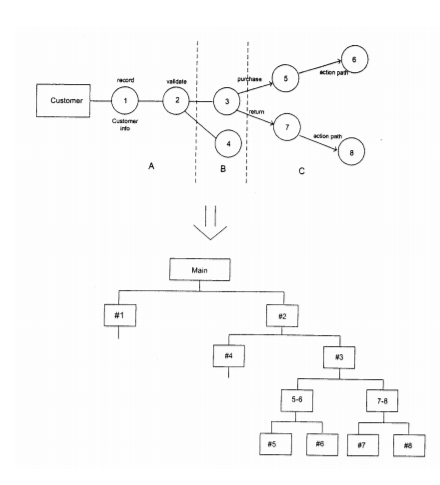 6
purchase
5
action path
record
validate
Customer
1
2
3
return
Customer
info
4
7
action path
8
A
B
C
Main
#1
#2
#4
#3
5-6
7-8
#5
#6
#7
#8